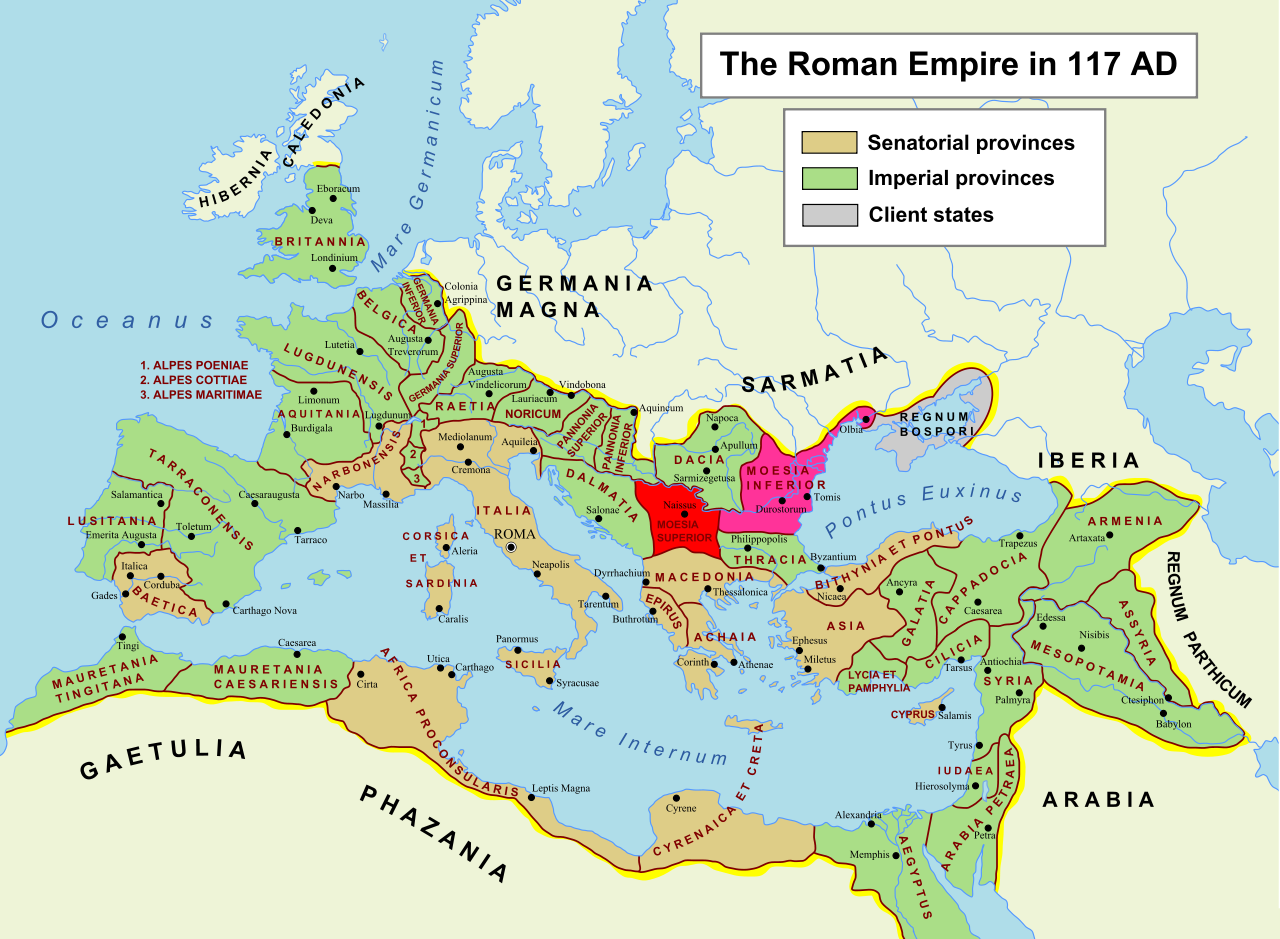 The Roman Empire in 117 AD
Senatorial provinces
Imperial provinces
Client states
HIBERNIA
CALEDONIA
Mare Germanicum
Oceanus
Eboracum
Deva
BRITANNIA
Londinium
GERMANIA
MAGNA
SARMATIA
1. ALPES POENIAE
2. ALPES COTTIAE
3. ALPES MARITIMAE
GERMANIA
INFERIOR
Colonia
Agrippina
BELGICA
Augusta
Treverorum
Lutetia
LUGDUNENSIS
GERMANIA SUPERIOR
Augusta
Vindelicorum
Lauriacum
Vindobona
Aquincum
Limonum
AQUITANIA
Burdigala
Lugdunum
RAETIA
NORICUM
PANNONIA
SUPERIOR
PANNONIA
INFERIOR
1
2
3
NARBONENSIS
Narbo
Massilia
Mediolanum
Cremona
Aquileia
ITALIA
DALMATIA
Salonae
Napoca
Apullum
DACIA
Sarmizegetusa
MOESIA
INFERIOR
Durostorum
Tomis
Olbia
REGNUM
BOSPORI
Naissus
MOESIA
SUPERIOR
IBERIA
Pontus Euxinus
TARRACONENSIS
Salamantica
Caesaraugusta
LUSITANIA
Emerita Augusta
Toletum
Tarraco
Italica
Corduba
Gades
BAETICA
Carthago Nova
CORSICA
ET
SARDINIA
Aleria
Caralis
ROMA
Neapolis
Tarentum
Dyrrhachium
Buthrotum
Philippopolis
THRACIA
Byzantium
MACEDONIA
Thessalonica
EPIRUS
ACHAIA
Corinth
Athenae
BITHYNIA ET PONTUS
Nicaea
Ancyra
GALATIA
CAPPADOCIA
Caesarea
Trapezus
ARMENIA
Artaxata
ASIA
Ephesus
Miletus
LYCIA ET
PAMPHYLIA
CILICIA
Tarsus
Antiochia
SYRIA
Palmyra
Edessa
Nisibis
MESOPOTAMIA
ASSYRIA
Ctesiphon
Babylon
REGNUM PARTHICUM
CYPRUS
Salamis
Tingi
MAURETANIA
TINGITANA
Caesarea
MAURETANIA
CAESARIENSIS
Cirta
Utica
Carthago
Panormus
SICILIA
Syracusae
AFRICA PROCONSULARIS
Mare Internum
Leptis Magna
GAETULIA
PHAZANIA
Cyrene
CYRENAICA ET CRETA
Alexandria
Memphis
AEGYPTUS
Tyrus
IUDAEA
Hierosolyma
ARABIA PETRAEA
Petra
ARABIA